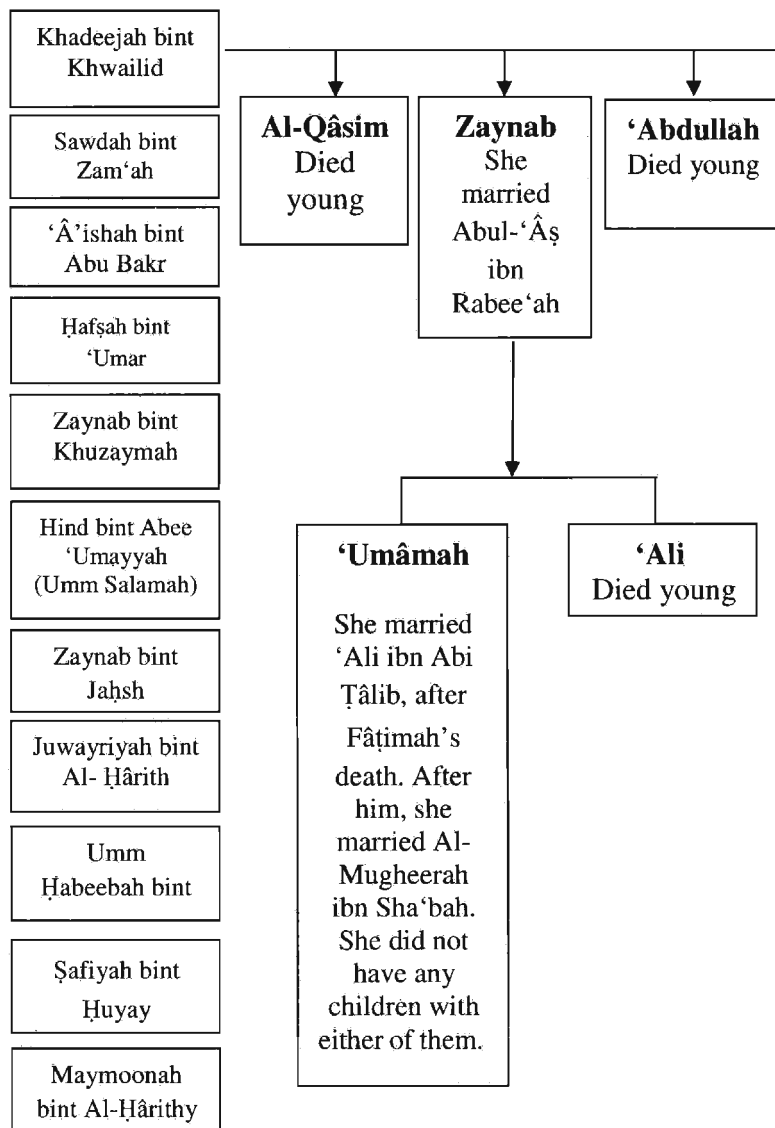 Khadeejah bint
Khwailid
Sawdah bint
Zam‘ah
‘Â’ishah bint
Abu Bakr
Ḥafṣah bint
‘Umar
Zaynab bint
Khuzaymah
Hind bint Abee
‘Umayyah
(Umm Salamah)
Zaynab bint
Jaḥsh
Juwayriyah bint
Al- Ḥârith
Umm
Ḥabeebah bint
Ṣafiyah bint
Ḥuyay
Maymoonah
bint Al-Ḥârithy
Al-Qâsim
Died
young
Zaynab
She
married
Abul-‘Âṣ
ibn
Rabee‘ah
‘Abdullah
Died young
‘Umâmah
She married
‘Ali ibn Abi
Ṭâlib, after
Fâṭimah’s
death. After
him, she
married Al-
Mugheerah
ibn Sha‘bah.
She did not
have any
children with
either of them.
‘Ali
Died young